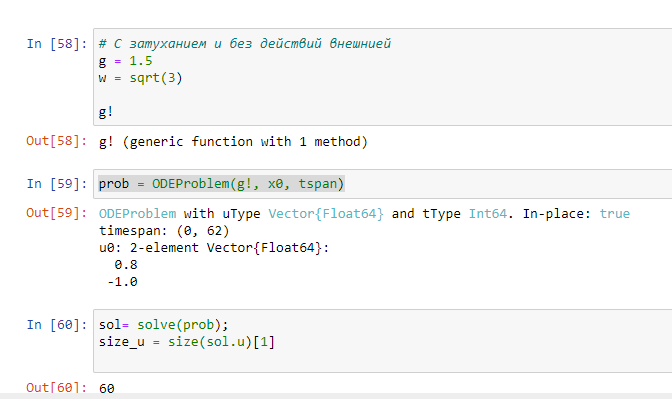 In [58]: # С затуханием и без действий внешнией
g = 1.5
w = sqrt(3)
g!
Out[58]: g! (generic function with 1 method)
In [59]: prob = ODEProblem(g!, x0, tspan)
Out[59]: ODEProblem with uType Vector{Float64} and tType Int64. In-place: true
timespan: (0, 62)
u0: 2-element Vector{Float64}:
0.8
-1.0
In [60]: sol= solve(prob);
size_u = size(sol.u)[1]
Out[60]: 60